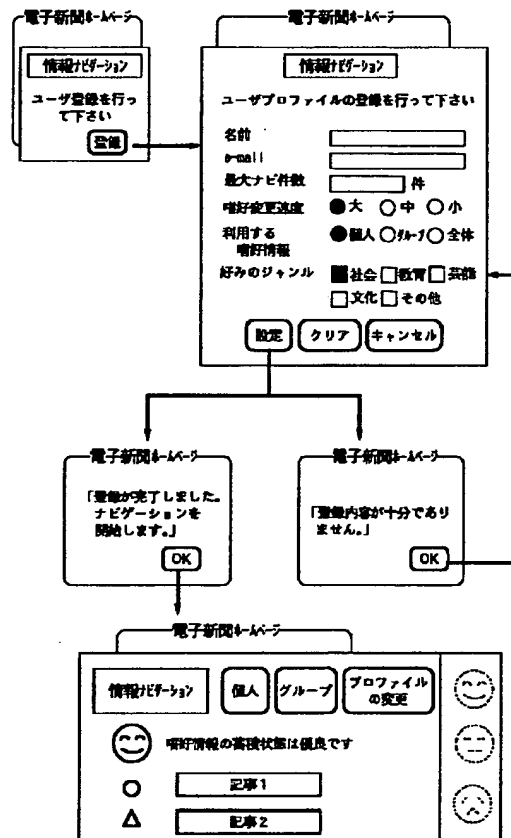 電子新聞ホームページ
情報ナビゲーション
ユーザ登録を行っ
て下さい
登録
電子新聞ホームページ
情報ナビゲーション
ユーザプロファイルの登録を行って下さい
名前
e-mail
最大ナビ件数 件
嗜好変更速度 大 中 小
利用する
嗜好情報 個人 グループ 全体
好みのジャンル 社会 教育 芸能
文化 その他
設定 クリア キャンセル
電子新聞ホームページ
「登録が完了しました。
ナビゲーションを
開始します。」
OK
電子新聞ホームページ
「登録内容が十分であり
ません。」
OK
電子新聞ホームページ
情報ナビゲーション 個人 グループ プロファイル
の変更
嗜好情報の蓄積状態は優良です
記事1
記事2